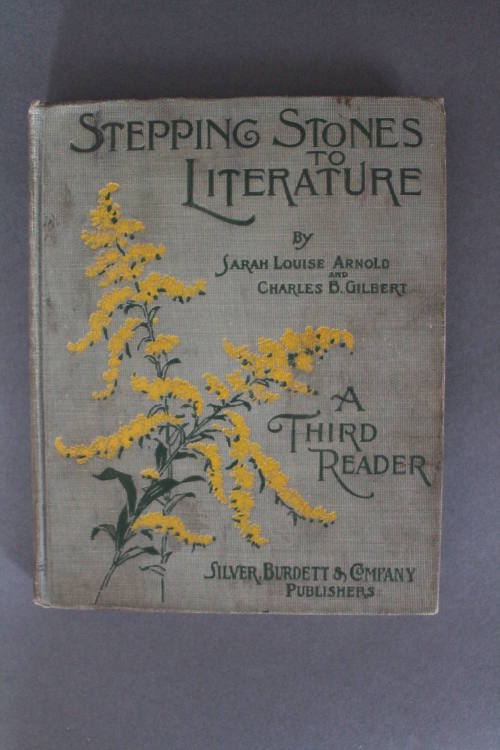 STEPPING STONES
TO
LITERATURE
BY
SARAH LOUISE ARNOLD
AND
CHARLES B. GILBERT
A
THIRD
READER
SILVER, BURDETT & COMPANY
PUBLISHERS